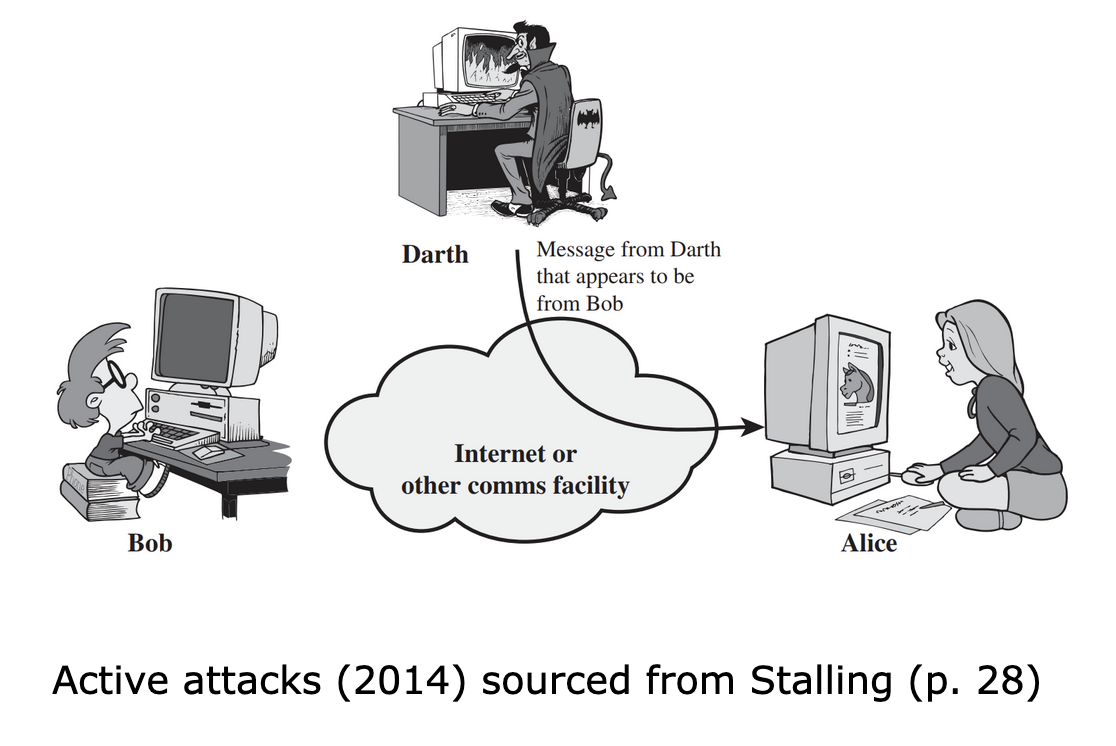 Darth
Message from Darth
that appears to be
from Bob
Internet or
other comms facility
Bob
Alice
Active attacks (2014) sourced from Stalling (p. 28)